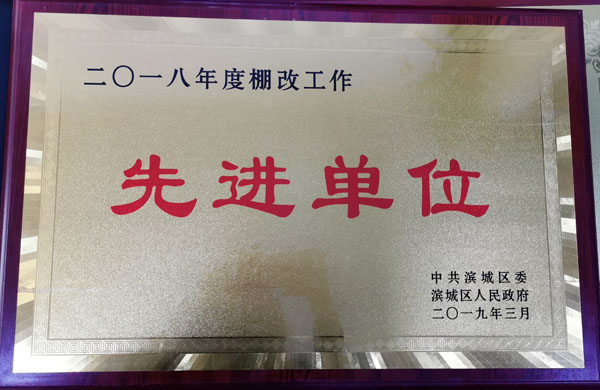 二〇一八年度棚改工作
先进单位
中共滨城区委
滨城区人民政府
二〇一九年三月